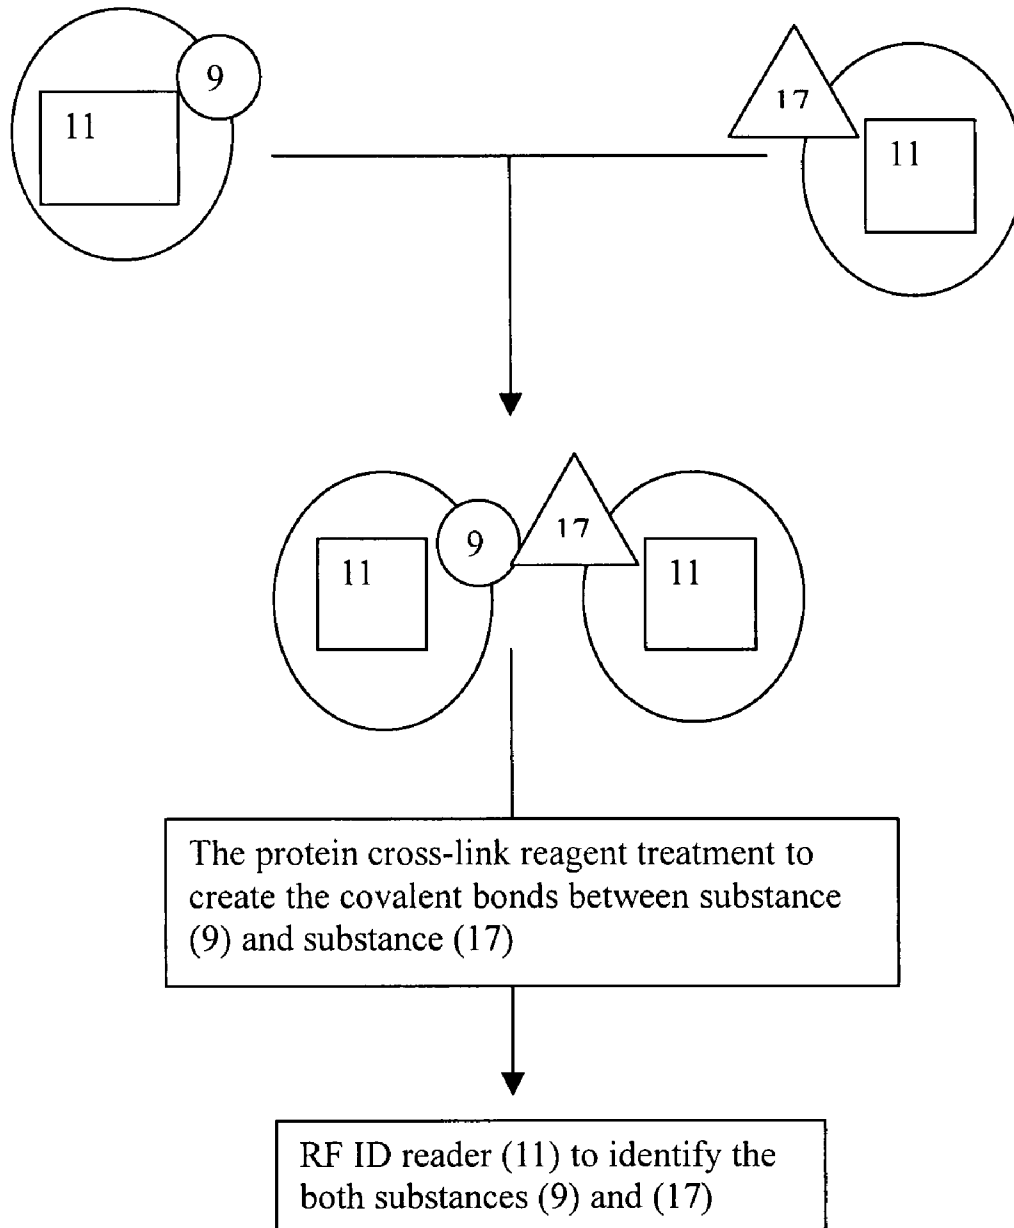 9
11
17
11
9
17
11
11
The protein cross-link reagent treatment to
create the covalent bonds between substance
(9) and substance (17)
RF ID reader (11) to identify the
both substances (9) and (17)